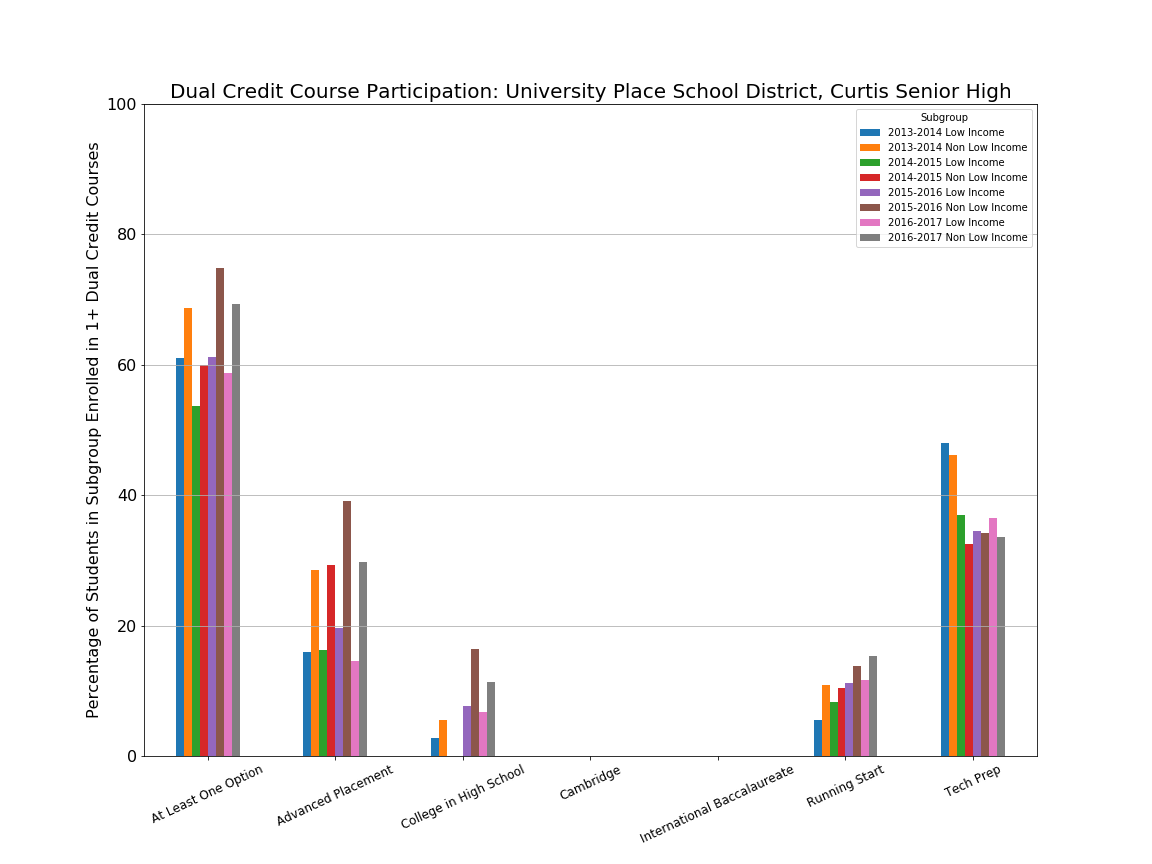 Dual Credit Course Participation: University Place School District, Curtis Senior High
Percentage of Students in Subgroup Enrolled in 1+ Dual Credit Courses
100
80
60
40
20
0
Subgroup
2013-2014 Low Income
2013-2014 Non Low Income
2014-2015 Low Income
2014-2015 Non Low Income
2015-2016 Low Income
2015-2016 Non Low Income
2016-2017 Low Income
2016-2017 Non Low Income
At Least One Option
Advanced Placement
College in High School
Cambridge
International Baccalaureate
Running Start
Tech Prep